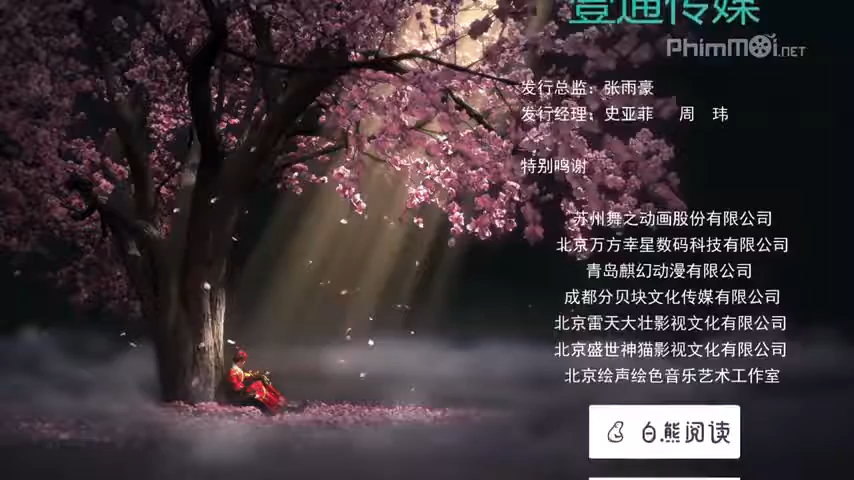 壹通传媒
PHIMMOI.NET
发行总监：张雨豪
发行经理：史亚菲 周 玮
特别鸣谢
苏州舞之动画股份有限公司
北京万方幸星数码科技有限公司
青岛麒幻动漫有限公司
成都分贝块文化传媒有限公司
北京雷天大壮影视文化有限公司
北京盛世神猫影视文化有限公司
北京绘声绘色音乐艺术工作室
白熊阅读